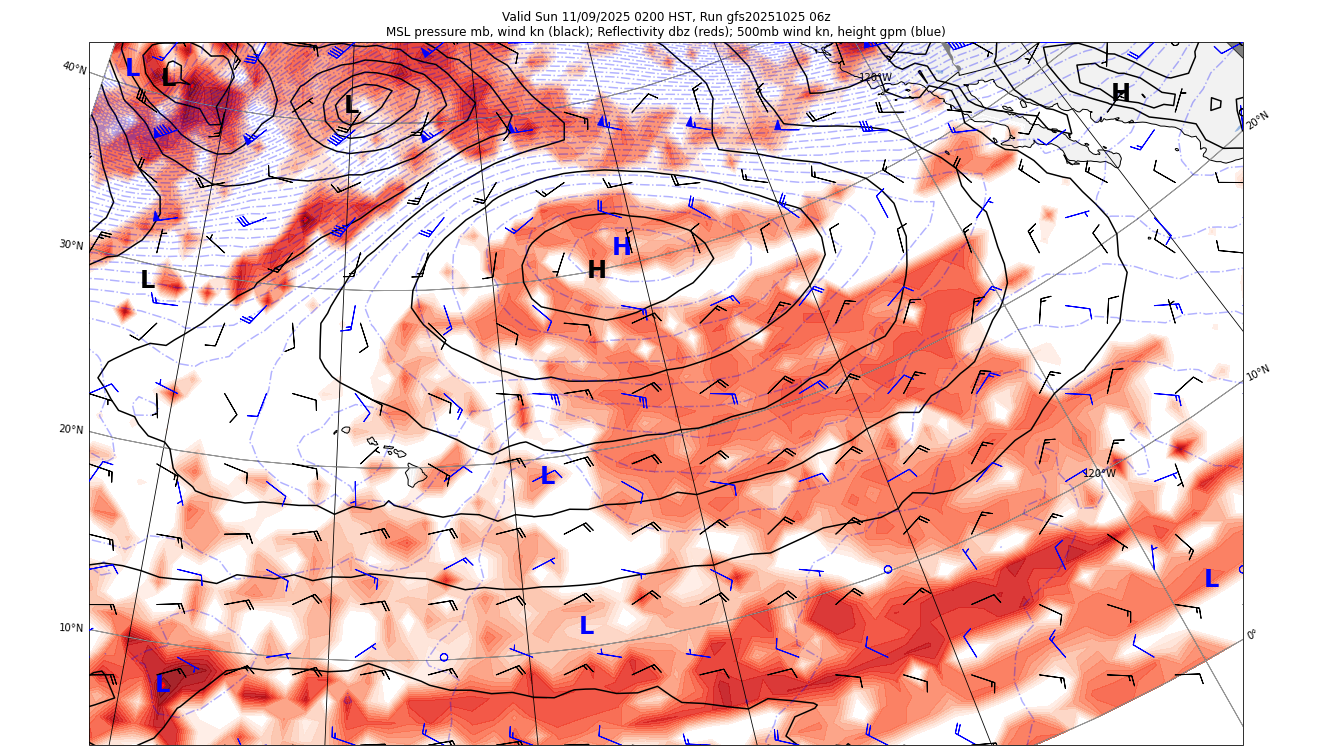 Valid Sun 11/09/2025 0200 HST, Run gfs20251025 06z
MSL pressure mb, wind kn (black); Reflectivity dbz (reds); 500mb wind kn, height gpm (blue)
40°N
L
L
L
120°W
H
20°N
30°N
H
H
L
10°N
20°N
L
120°W
L
10°N
L
0°
L